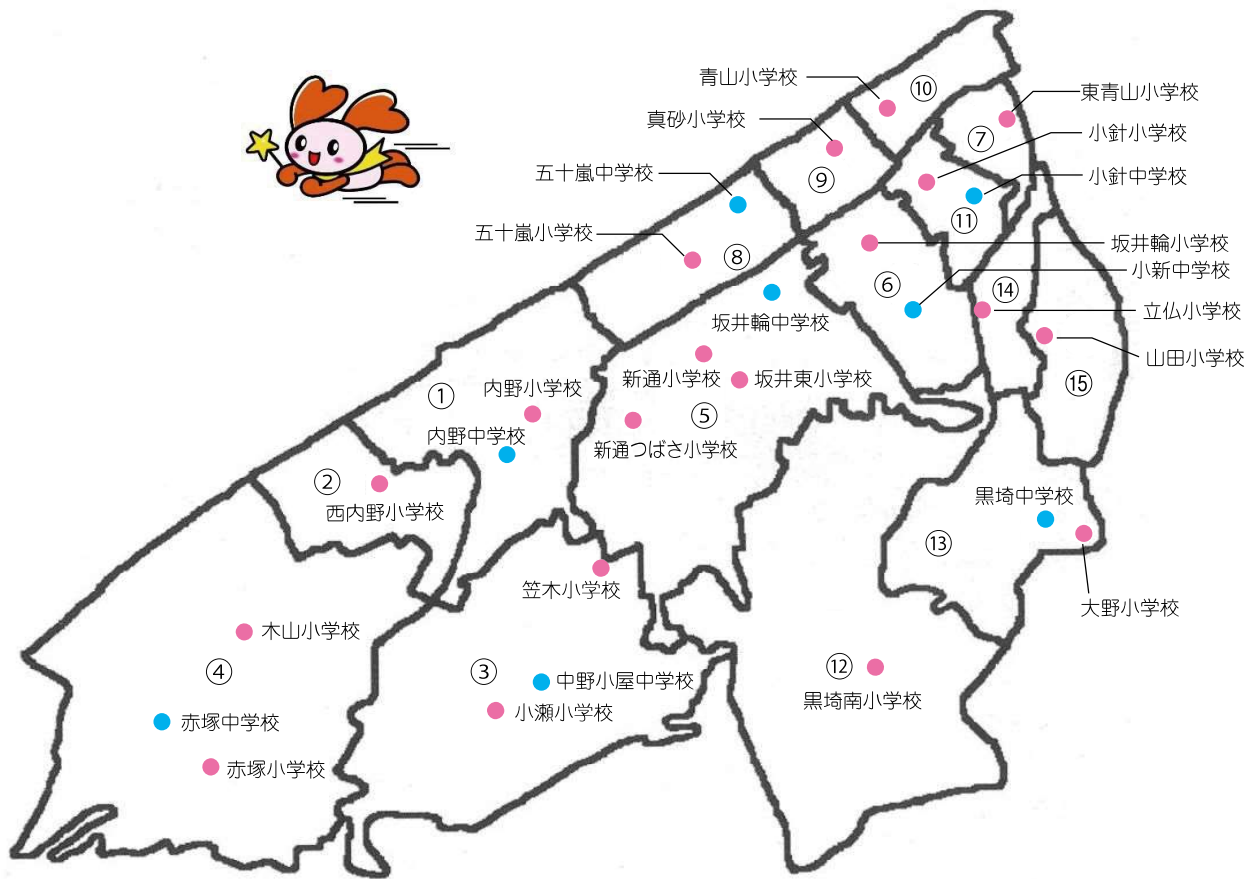 青山小学校
⑩
東青山小学校
真砂小学校
⑦
小針小学校
五十嵐中学校
⑨
小針中学校
五十嵐小学校
⑪
坂井輪小学校
⑧
小新中学校
⑥
⑭
立仏小学校
坂井輪中学校
山田小学校
新通小学校
坂井東小学校
⑮
内野小学校
①
⑤
内野中学校
新通つばさ小学校
②
西内野小学校
黒埼中学校
⑬
笠木小学校
大野小学校
木山小学校
④
③
⑫
中野小屋中学校
黒埼南小学校
小瀬小学校
赤塚中学校
赤塚小学校